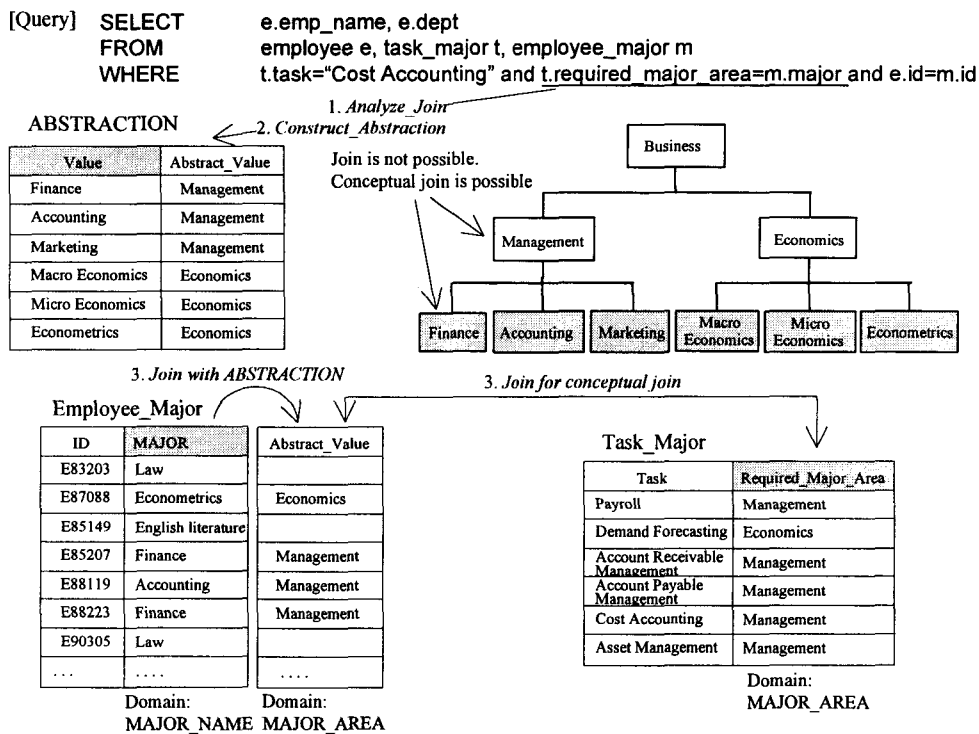 [Query] SELECT e.emp_name, e.dept
FROM employee e, task_major t, employee_major m
WHERE t.task="Cost Accounting" and t.required_major_area=m.major and e.id=m.id
1. Analyze_Join
2. Construct_Abstraction
ABSTRACTION
Value Abstract_Value
Finance Management
Accounting Management
Marketing Management
Macro Economics Economics
Micro Economics Economics
Econometrics Economics
Join is not possible.
Conceptual join is possible
Business
Management Economics
Finance Accounting Marketing Macro Economics Micro Economics Econometrics
3. Join with ABSTRACTION
3. Join for conceptual join
Employee_Major
ID MAJOR Abstract_Value
E83203 Law
E87088 Econometrics Economics
E85149 English literature
E85207 Finance Management
E88119 Accounting Management
E88223 Finance Management
E90305 Law
... .... ....
Domain: Domain:
MAJOR_NAME MAJOR_AREA
Task_Major
Task Required_Major_Area
Payroll Management
Demand Forecasting Economics
Account Receivable Management Management
Account Payable Management Management
Cost Accounting Management
Asset Management Management
Domain:
MAJOR_AREA